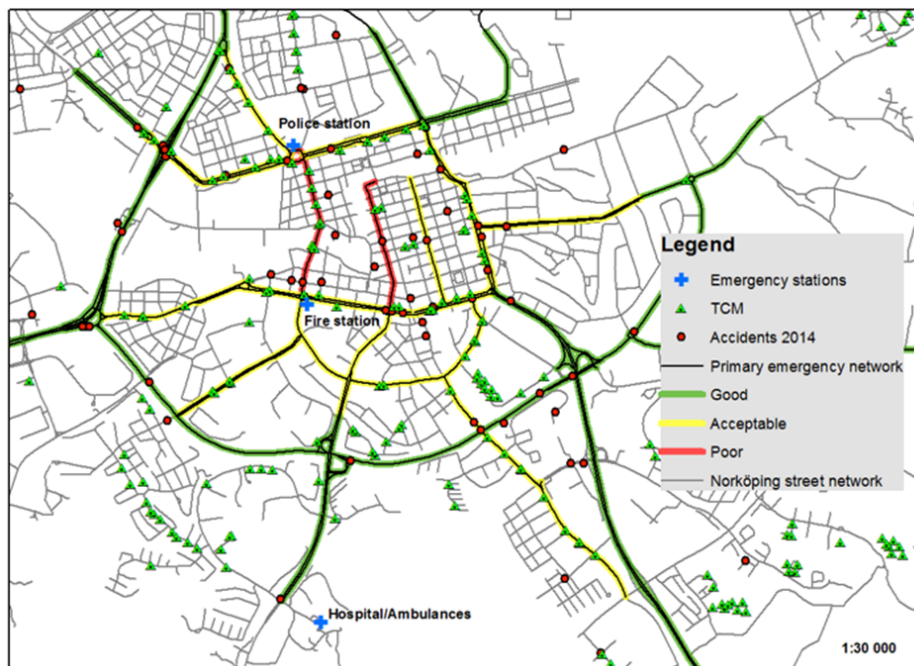 Police station
Legend
Emergency stations
TCM
Fire station
Accidents 2014
Primary emergency network
Good
Acceptable
Poor
Norköping street network
Hospital/Ambulances
1:30 000